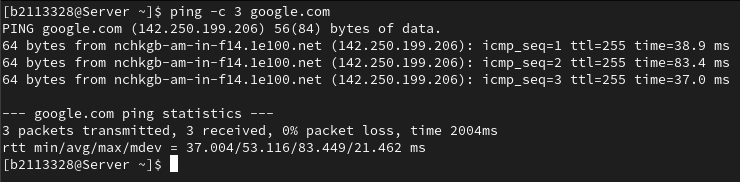 [b2113328@Server ~]$ ping -c 3 google.com
PING google.com (142.250.199.206) 56(84) bytes of data.
64 bytes from nchkgb-am-in-f14.1e100.net (142.250.199.206): icmp_seq=1 ttl=255 time=38.9 ms
64 bytes from nchkgb-am-in-f14.1e100.net (142.250.199.206): icmp_seq=2 ttl=255 time=83.4 ms
64 bytes from nchkgb-am-in-f14.1e100.net (142.250.199.206): icmp_seq=3 ttl=255 time=37.0 ms
--- google.com ping statistics ---
3 packets transmitted, 3 received, 0% packet loss, time 2004ms
rtt min/avg/max/mdev = 37.004/53.116/83.449/21.462 ms
[b2113328@Server ~]$